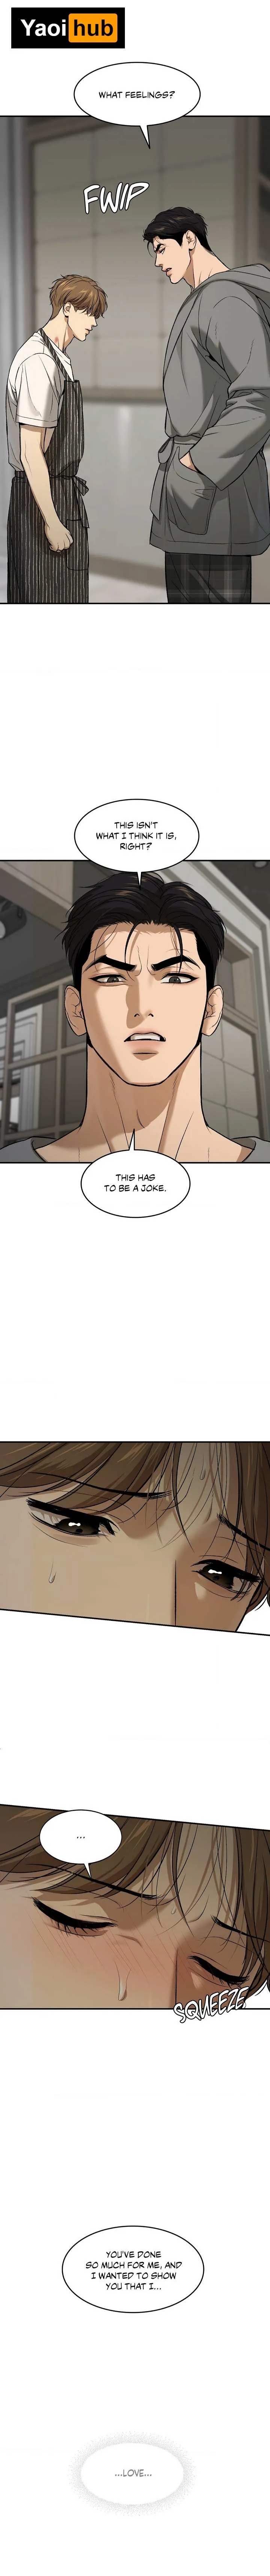 Yaoi hub
WHAT FEELINGS?
FWIP
THIS ISN'T
WHAT I THINK IT IS,
RIGHT?
THIS HAS
TO BE A JOKE.
...
SQUEEZE
YOU'VE DONE
SO MUCH FOR ME, AND
I WANTED TO SHOW
YOU THAT I...
...LOVE...